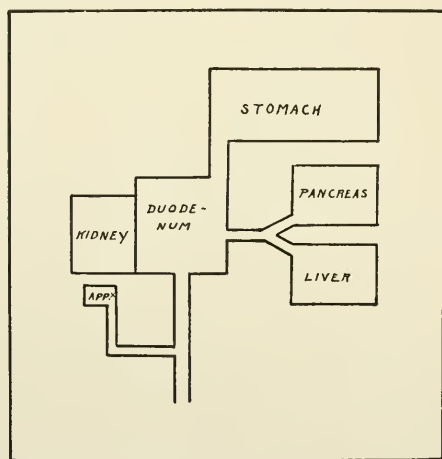 STOMACH
PANCREAS
DUODE-
NUM
KIDNEY
LIVER
APPX